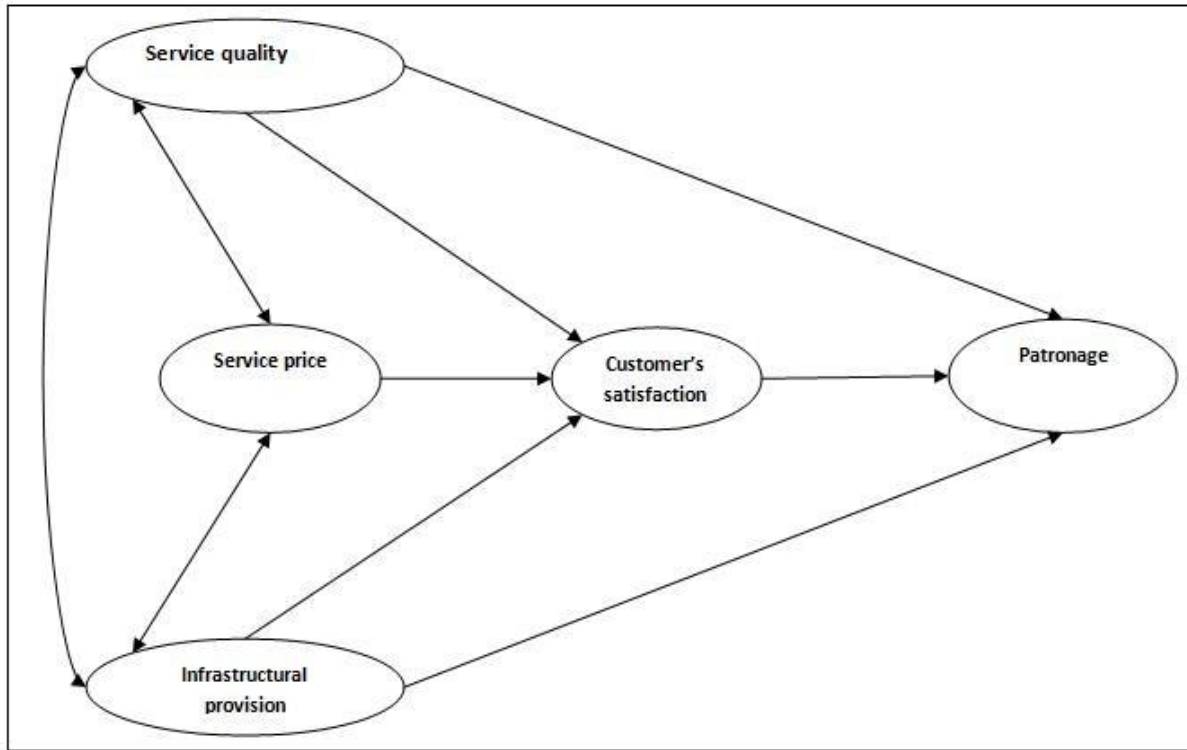 Service quality
Service price
Customer's
satisfaction
Patronage
Infrastructural
provision